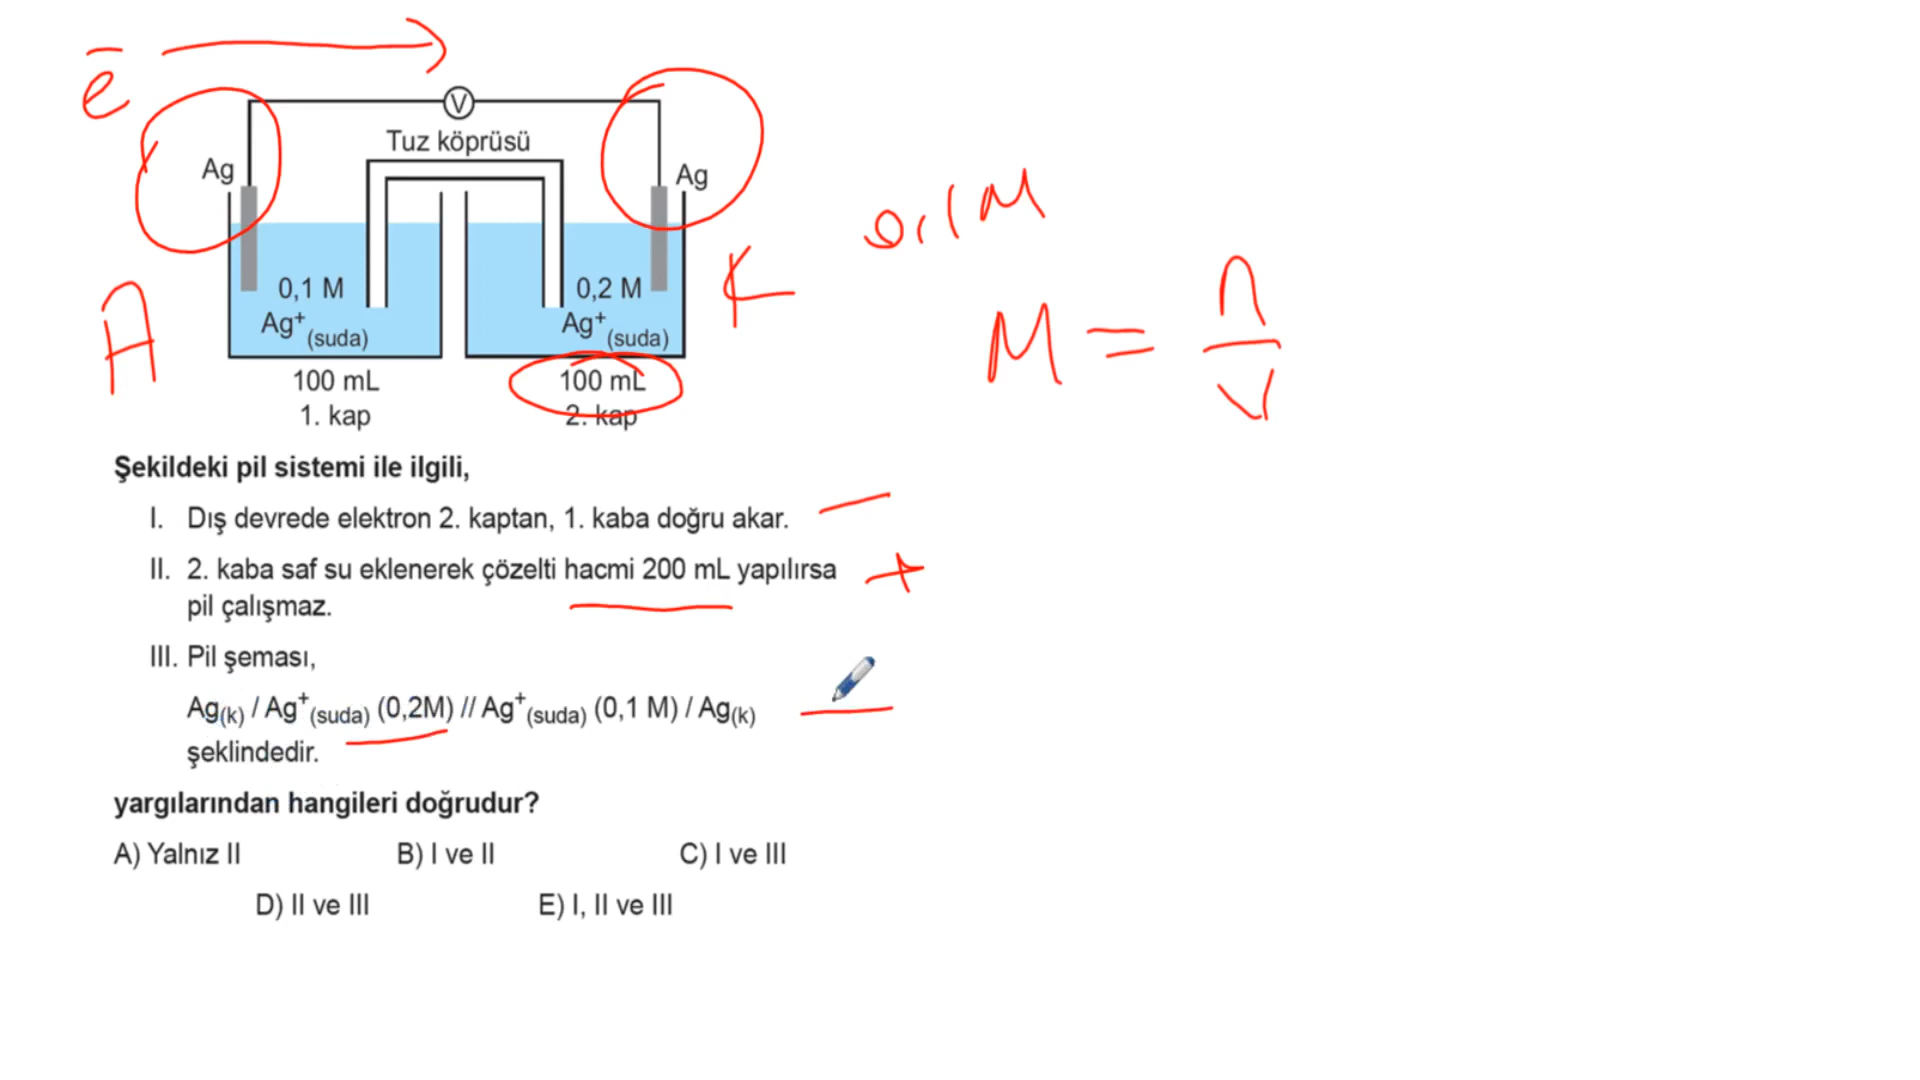 e̅
V
Tuz köprüsü
Ag
Ag
0,1 M
M = n/V
A
K
0,1 M
Ag⁺(suda)
0,2 M
Ag⁺(suda)
100 mL
1. kap
100 mL
2. kap
Şekildeki pil sistemi ile ilgili,
I. Dış devrede elektron 2. kaptan, 1. kaba doğru akar. –
II. 2. kaba saf su eklenerek çözelti hacmi 200 mL yapılırsa +
pil çalışmaz.
III. Pil şeması,
Ag(k) / Ag⁺(suda) (0,2M) // Ag⁺(suda) (0,1 M) / Ag(k) –
şeklindedir.
yargılarından hangileri doğrudur?
A) Yalnız II B) I ve II C) I ve III
D) II ve III E) I, II ve III